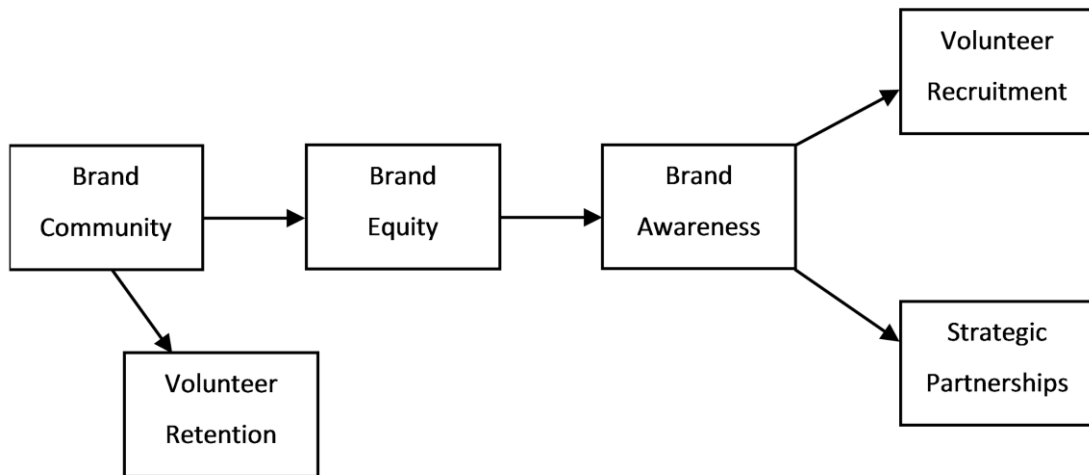 Volunteer
Recruitment
Brand
Community
Brand
Equity
Brand
Awareness
Strategic
Partnerships
Volunteer
Retention